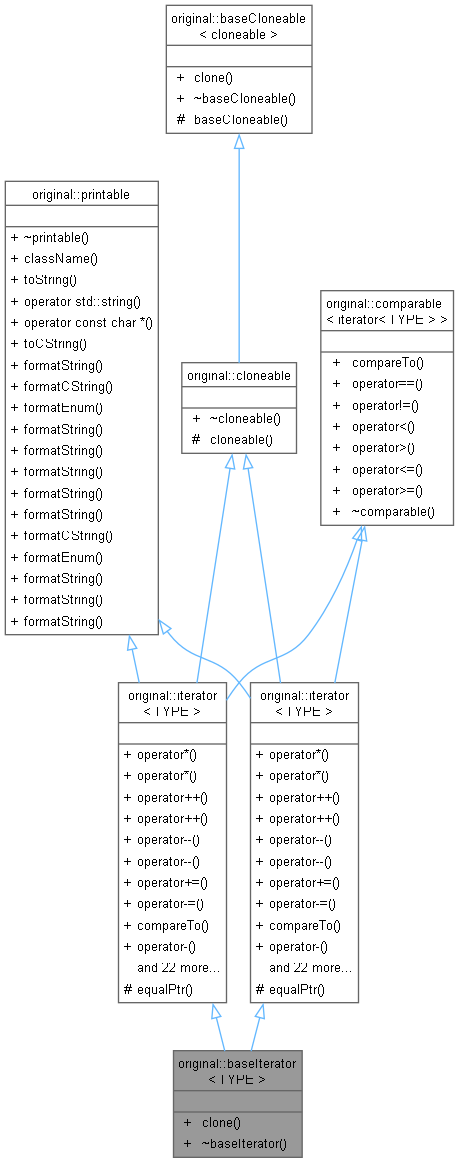 original::baseCloneable
< cloneable >
+ clone()
+ ~baseCloneable()
# baseCloneable()
original::printable
+ ~printable()
+ className()
+ toString()
+ operator std::string()
+ operator const char *()
+ toCString()
+ formatString()
+ formatCString()
+ formatEnum()
+ formatString()
+ formatString()
+ formatString()
+ formatString()
+ formatString()
+ formatCString()
+ formatEnum()
+ formatString()
+ formatString()
+ formatString()
original::cloneable
+ ~cloneable()
# cloneable()
original::comparable
< iterator< TYPE > >
+ compareTo()
+ operator==()
+ operator!=()
+ operator<()
+ operator>()
+ operator<=()
+ operator>=()
+ ~comparable()
original::iterator
< TYPE >
+ operator*()
+ operator*()
+ operator++()
+ operator++()
+ operator--()
+ operator--()
+ operator+=()
+ operator-=()
+ compareTo()
+ operator-()
and 22 more...
# equalPtr()
original::iterator
< TYPE >
+ operator*()
+ operator*()
+ operator++()
+ operator++()
+ operator--()
+ operator--()
+ operator+=()
+ operator-=()
+ compareTo()
+ operator-()
and 22 more...
# equalPtr()
original::baseIterator
< TYPE >
+ clone()
+ ~baseIterator()